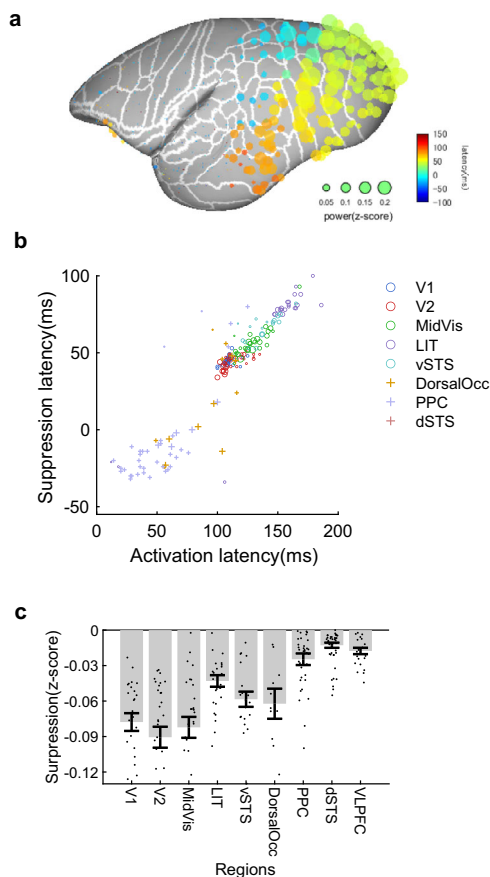 a
150
100
50
0
-50
-100
latency(ms)
0.05 0.1 0.15 0.2
power(z-score)
b
100
50
0
-50
Suppression latency(ms)
0 50 100 150 200
Activation latency(ms)
V1
V2
MidVis
LIT
vSTS
DorsalOcc
PPC
dSTS
c
0
-0.03
-0.06
-0.09
-0.12
Surpression(z-score)
V1
V2
MidVis
LIT
vSTS
DorsalOcc
PPC
dSTS
VLPFC
Regions